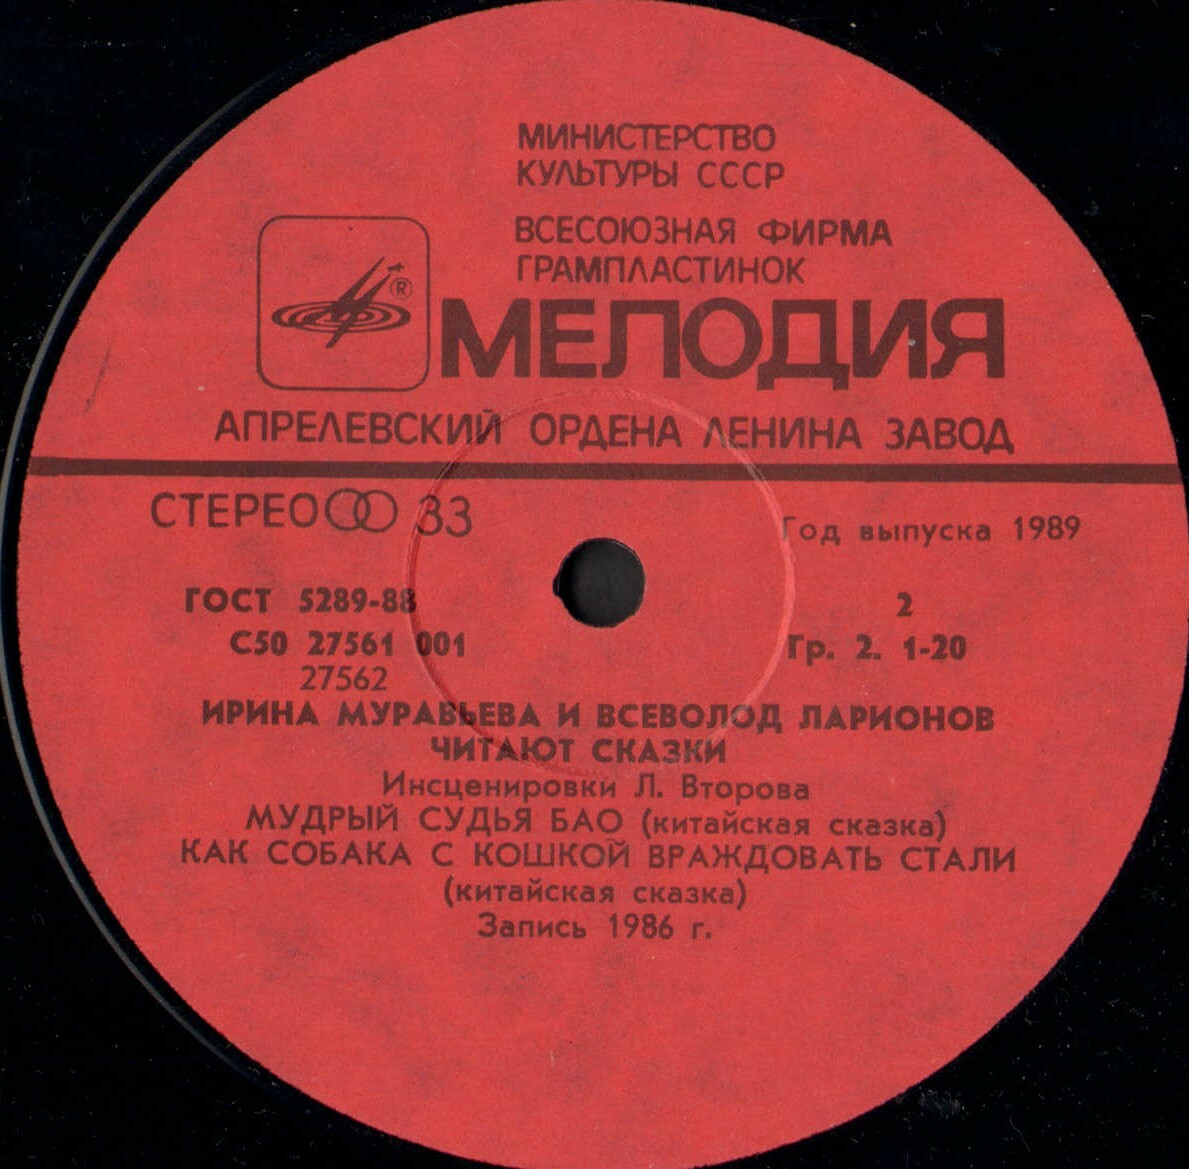 МИНИСТЕРСТВО
КУЛЬТУРЫ СССР
ВСЕСОЮЗНАЯ ФИРМА
ГРАМПЛАСТИНОК
®
МЕЛОДИЯ
АПРЕЛЕВСКИЙ ОРДЕНА ЛЕНИНА ЗАВОД
СТЕРЕО 33
Год выпуска 1989
ГОСТ 5289-88
2
С50 27561 001
Гр. 2. 1-20
27562
ИРИНА МУРАВЬЕВА И ВСЕВОЛОД ЛАРИОНОВ
ЧИТАЮТ СКАЗКИ
Инсценировки Л. Второва
МУДРЫЙ СУДЬЯ БАО (китайская сказка)
КАК СОБАКА С КОШКОЙ ВРАЖДОВАТЬ СТАЛИ
(китайская сказка)
Запись 1986 г.